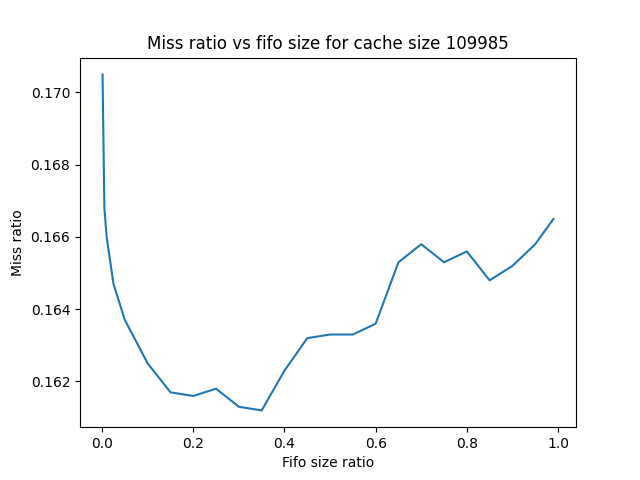 Miss ratio vs fifo size for cache size 109985
0.170
0.168
0.166
0.164
0.162
Miss ratio
0.0 0.2 0.4 0.6 0.8 1.0
Fifo size ratio